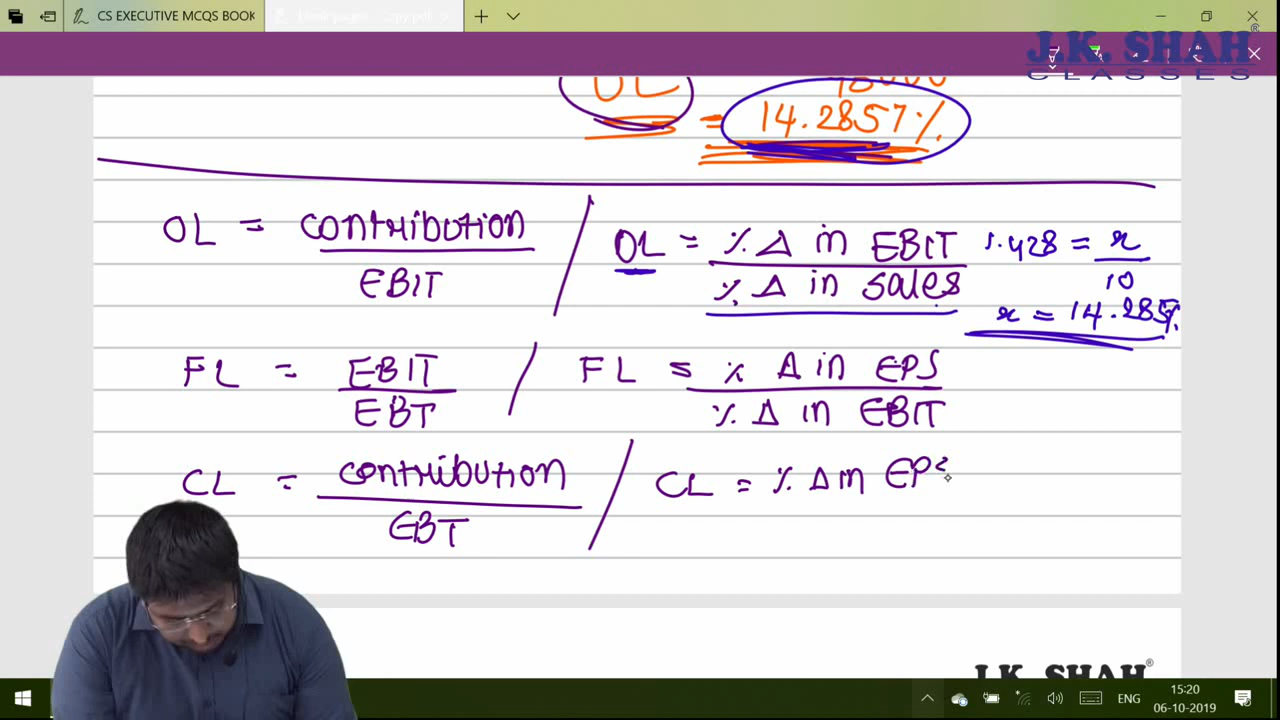 CS EXECUTIVE MCQS BOOK
J.K. SHAH®
CLASSES
OL
= 14.2857%
OL = contribution / EBIT
OL = % Δ in EBIT / % Δ in sales
1.428 = x / 10
x = 14.285%
FL = EBIT / EBT
FL = % Δ in EPS / % Δ in EBIT
CL = contribution / EBT
CL = % Δ in EPS
J.K. SHAH®
ENG
15:20
06-10-2019